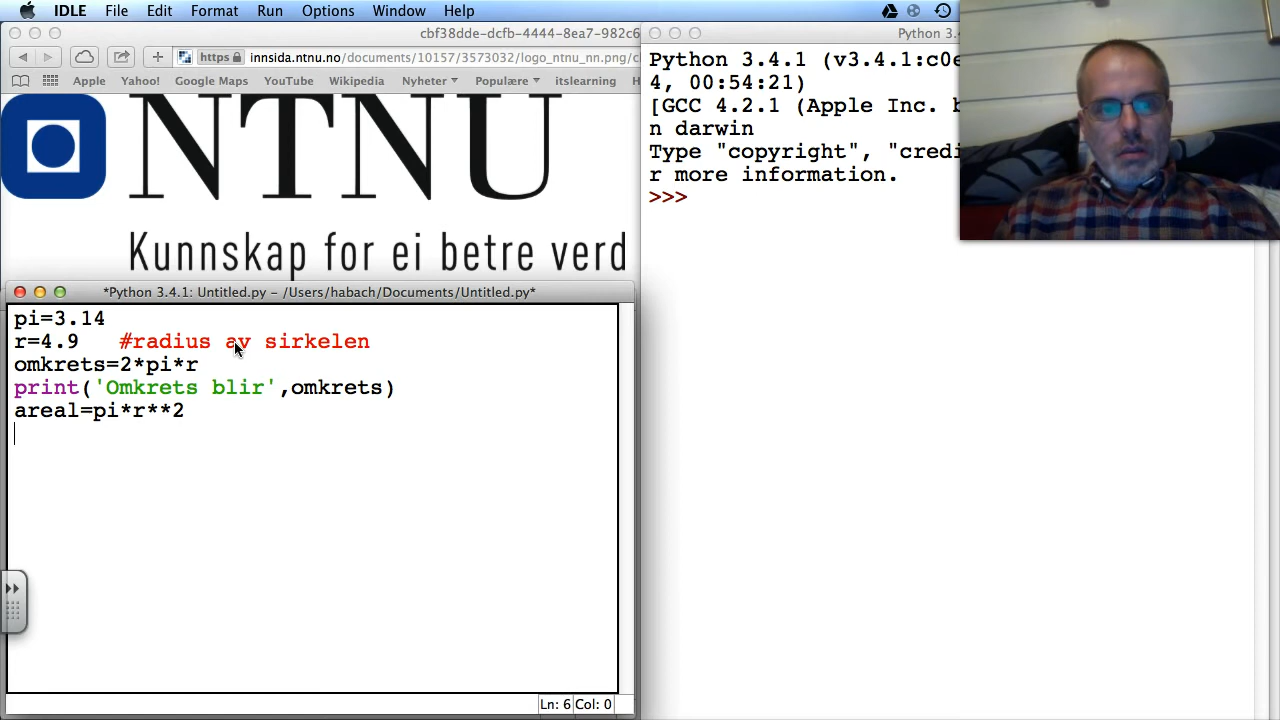 IDLE File Edit Format Run Options Window Help
cbf38dde-dcfb-4444-8ea7-982c6
https innsida.ntnu.no/documents/10157/3573032/logo_ntnu_nn.png/c
Apple Yahoo! Google Maps YouTube Wikipedia Nyheter Populære itslearning H
NTNU
Kunnskap for ei betre verd
*Python 3.4.1: Untitled.py – /Users/habach/Documents/Untitled.py*
pi=3.14
r=4.9 #radius av sirkelen
omkrets=2*pi*r
print('Omkrets blir',omkrets)
areal=pi*r**2
Ln: 6 Col: 0
Python 3.4
Python 3.4.1 (v3.4.1:c0e
4, 00:54:21)
[GCC 4.2.1 (Apple Inc. b
n darwin
Type "copyright", "credi
r more information.
>>>